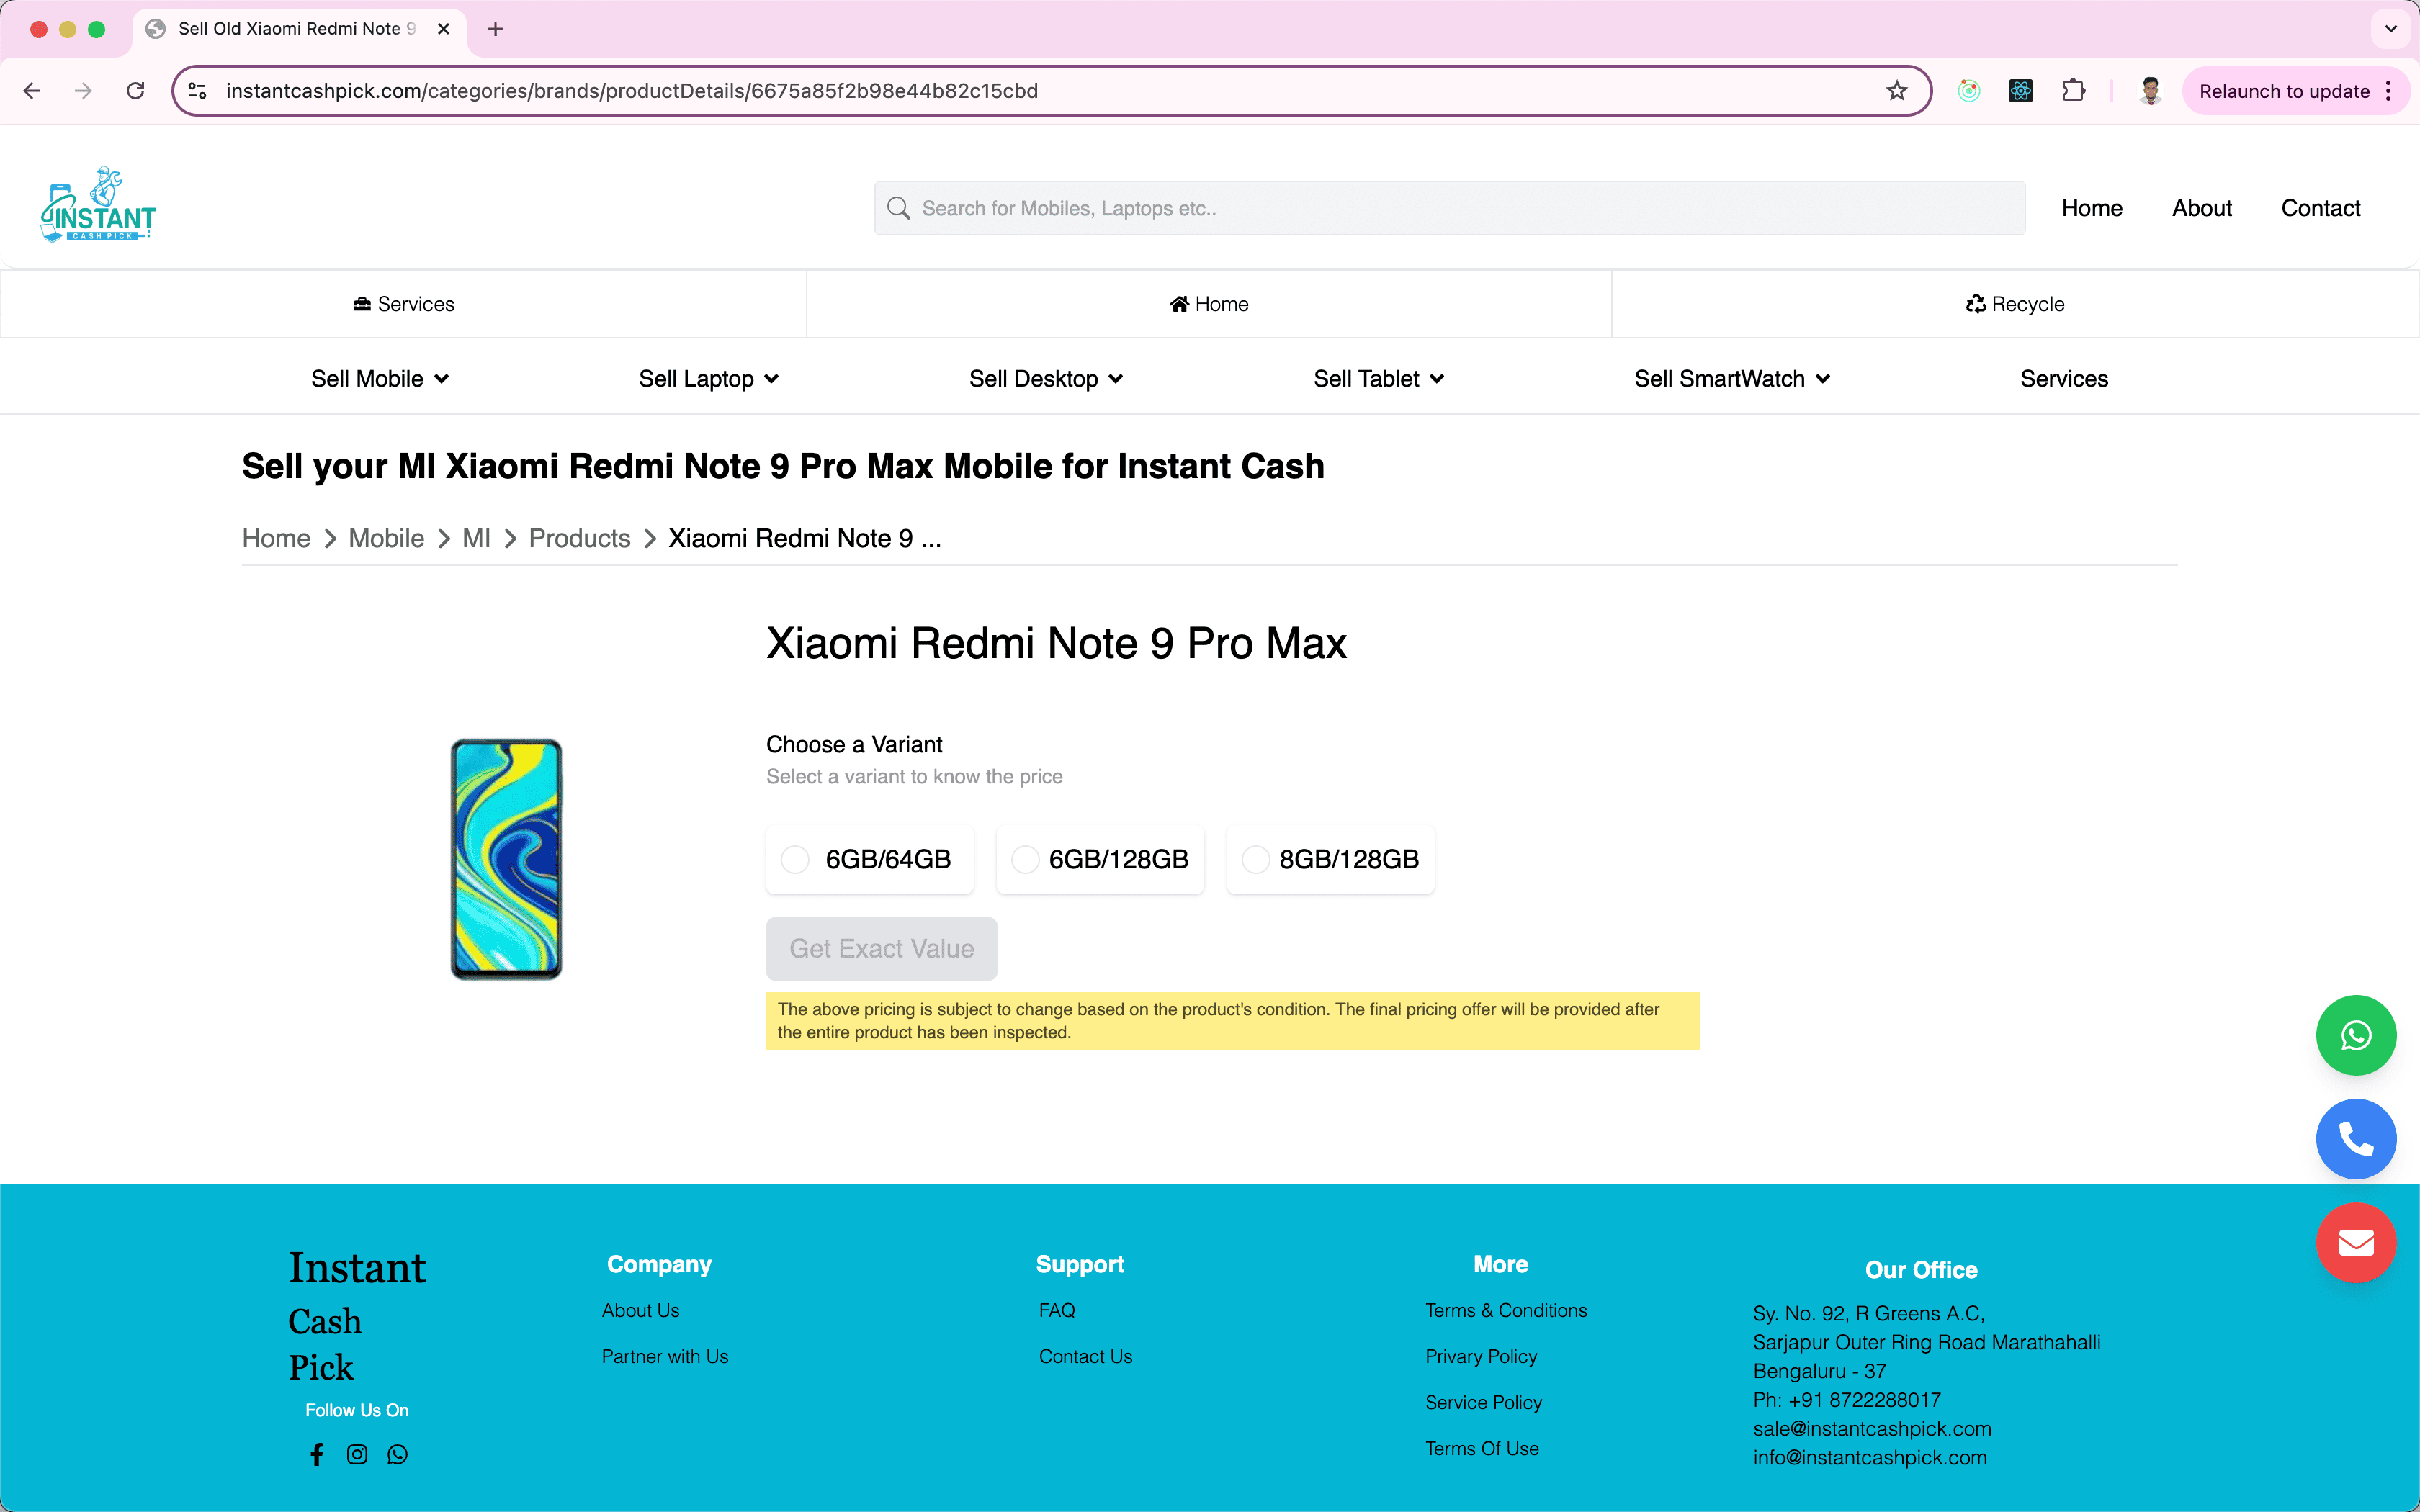 Sell Old Xiaomi Redmi Note 9
instantcashpick.com/categories/brands/productDetails/6675a85f2b98e44b82c15cbd
Relaunch to update
INSTANT
CASH PICK
Search for Mobiles, Laptops etc..
Home
About
Contact
Services
Home
Recycle
Sell Mobile
Sell Laptop
Sell Desktop
Sell Tablet
Sell SmartWatch
Services
Sell your MI Xiaomi Redmi Note 9 Pro Max Mobile for Instant Cash
Home > Mobile > MI > Products > Xiaomi Redmi Note 9 ...
Xiaomi Redmi Note 9 Pro Max
Choose a Variant
Select a variant to know the price
6GB/64GB
6GB/128GB
8GB/128GB
Get Exact Value
The above pricing is subject to change based on the product's condition. The final pricing offer will be provided after
the entire product has been inspected.
Instant
Cash
Pick
Follow Us On
Company
About Us
Partner with Us
Support
FAQ
Contact Us
More
Terms & Conditions
Privary Policy
Service Policy
Terms Of Use
Our Office
Sy. No. 92, R Greens A.C,
Sarjapur Outer Ring Road Marathahalli
Bengaluru - 37
Ph: +91 8722288017
sale@instantcashpick.com
info@instantcashpick.com